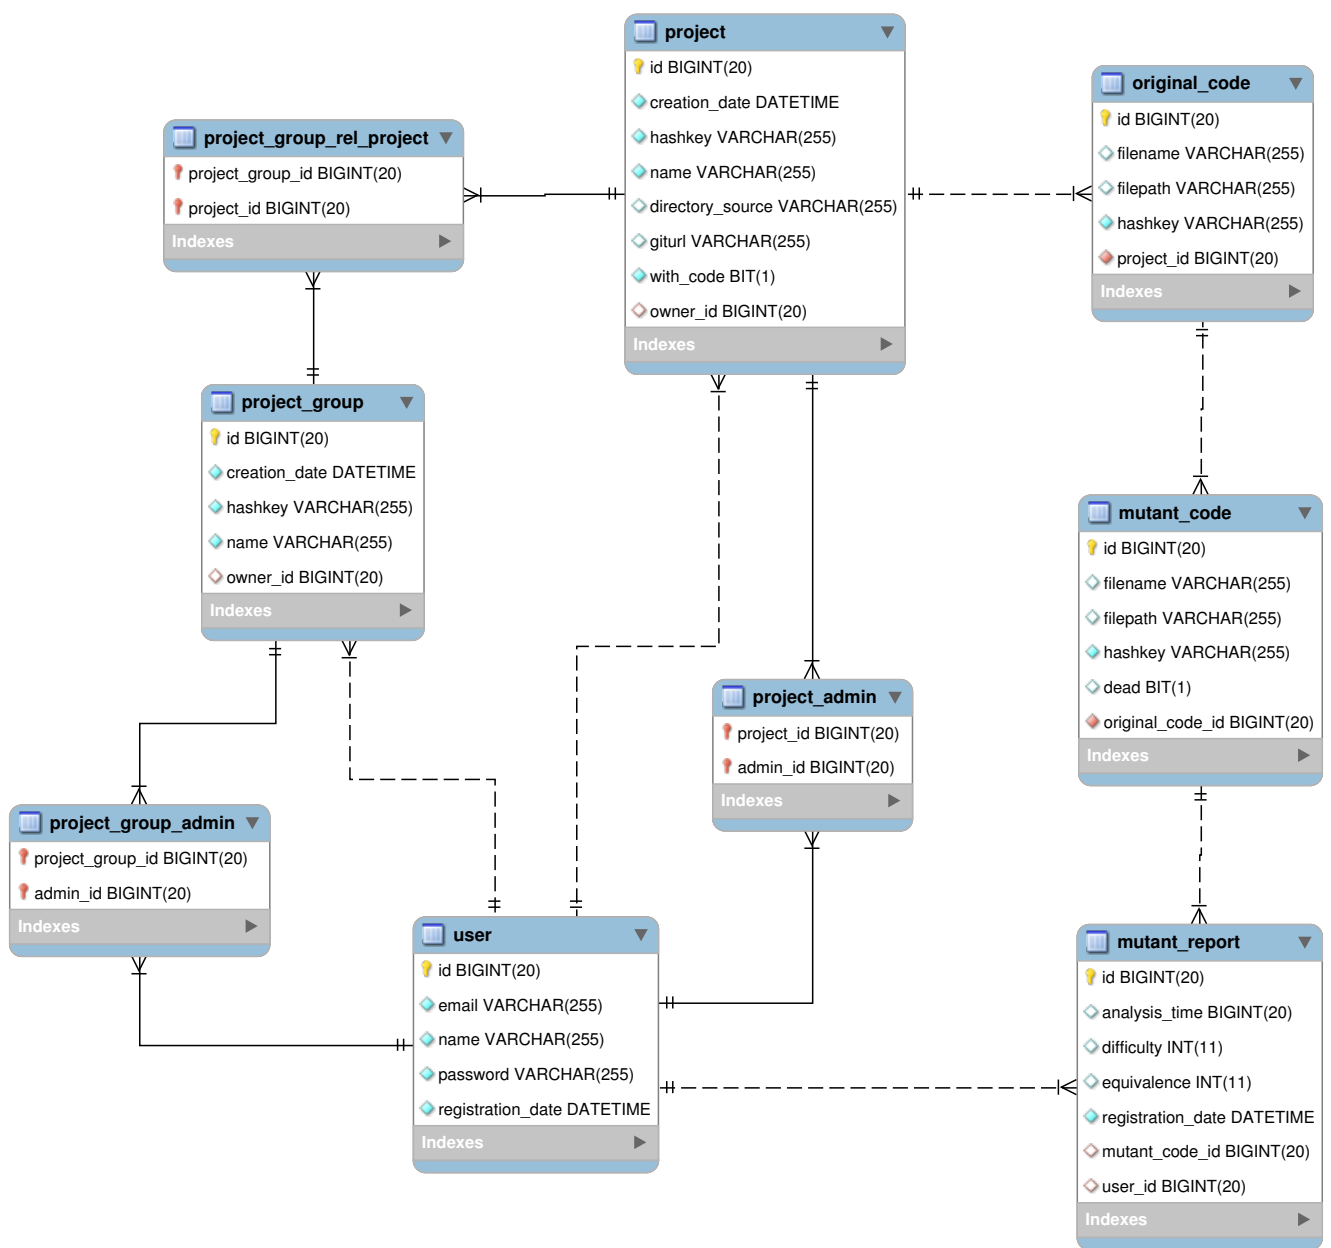 project
id BIGINT(20)
creation_date DATETIME
hashkey VARCHAR(255)
name VARCHAR(255)
directory_source VARCHAR(255)
giturl VARCHAR(255)
with_code BIT(1)
owner_id BIGINT(20)
Indexes
original_code
id BIGINT(20)
filename VARCHAR(255)
filepath VARCHAR(255)
hashkey VARCHAR(255)
project_id BIGINT(20)
Indexes
project_group_rel_project
project_group_id BIGINT(20)
project_id BIGINT(20)
Indexes
project_group
id BIGINT(20)
creation_date DATETIME
hashkey VARCHAR(255)
name VARCHAR(255)
owner_id BIGINT(20)
Indexes
mutant_code
id BIGINT(20)
filename VARCHAR(255)
filepath VARCHAR(255)
hashkey VARCHAR(255)
dead BIT(1)
original_code_id BIGINT(20)
Indexes
project_admin
project_id BIGINT(20)
admin_id BIGINT(20)
Indexes
project_group_admin
project_group_id BIGINT(20)
admin_id BIGINT(20)
Indexes
user
id BIGINT(20)
email VARCHAR(255)
name VARCHAR(255)
password VARCHAR(255)
registration_date DATETIME
Indexes
mutant_report
id BIGINT(20)
analysis_time BIGINT(20)
difficulty INT(11)
equivalence INT(11)
registration_date DATETIME
mutant_code_id BIGINT(20)
user_id BIGINT(20)
Indexes